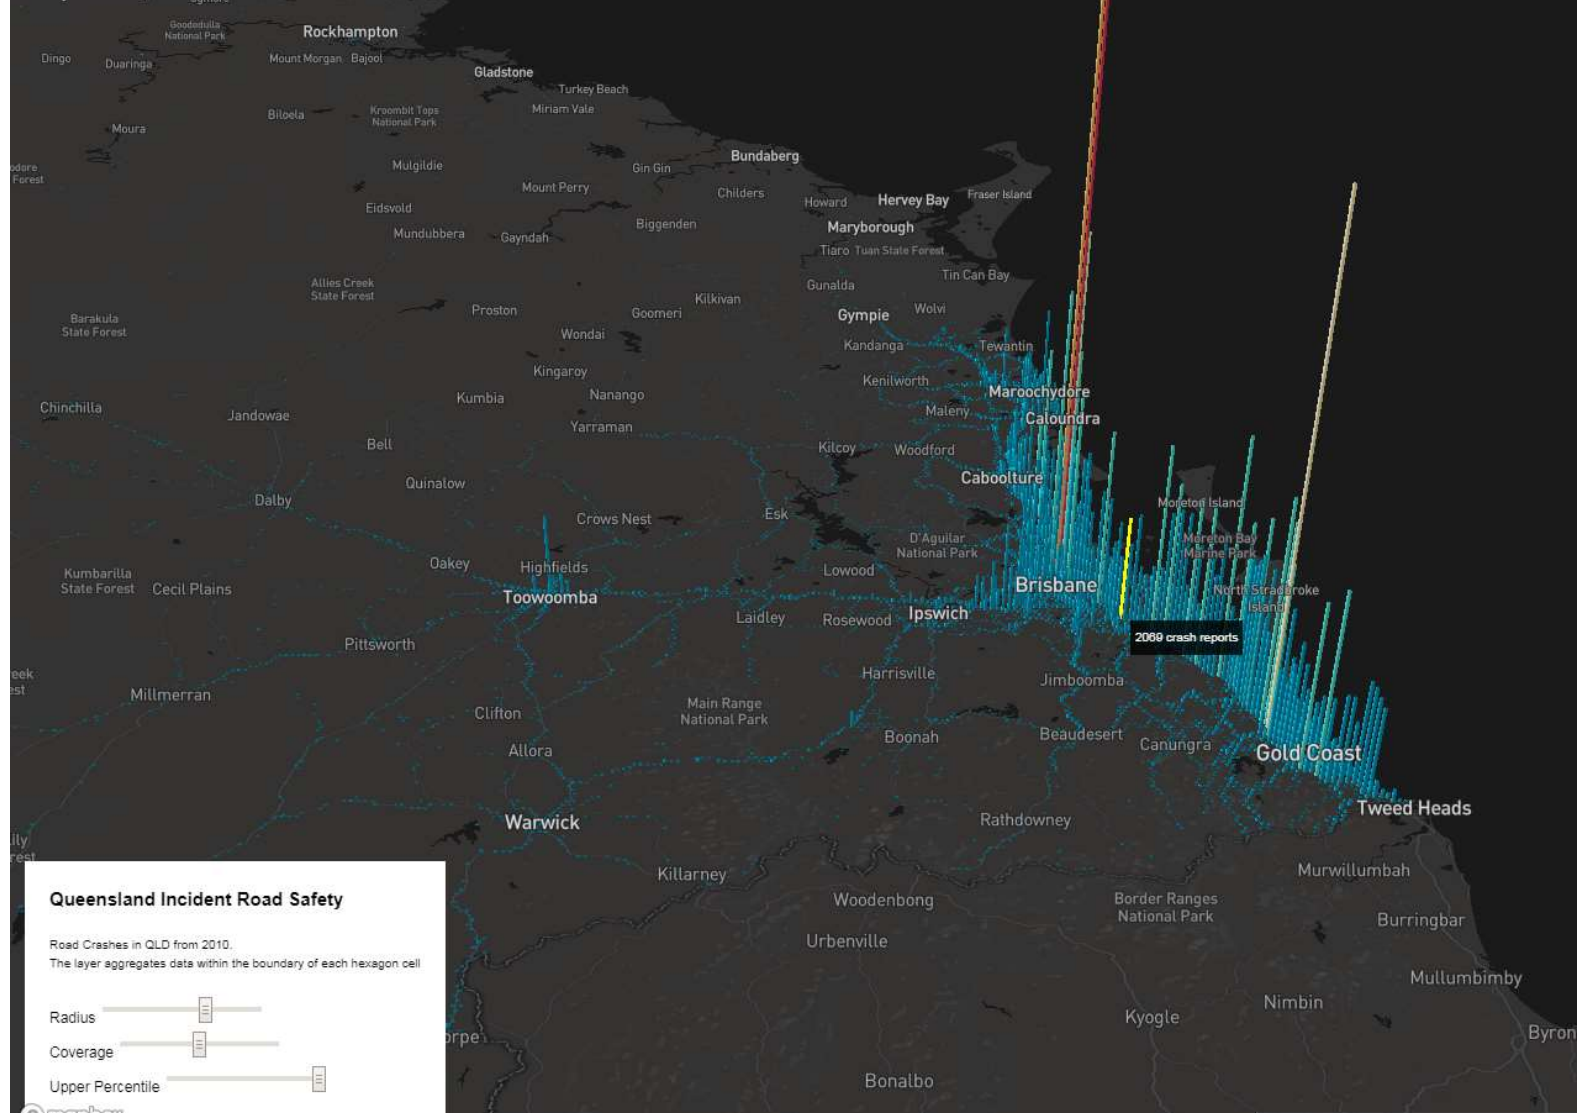 Goodedulla
National Park
Rockhampton
Dingo
Duaringa
Mount Morgan
Bajool
Gladstone
Turkey Beach
Miriam Vale
Biloela
Kroombit Tops
National Park
Moura
Mulgildie
Bundaberg
Gin Gin
Forest
Mount Perry
Childers
Howard
Hervey Bay
Fraser Island
Eidsvold
Maryborough
Biggenden
Mundubbera
Gayndah
Tiaro
Tuan State Forest
Tin Can Bay
Allies Creek
State Forest
Gunalda
Kilkivan
Proston
Goomeri
Gympie
Wolvi
Barakula
State Forest
Wondai
Kandanga
Tewantin
Kingaroy
Kenilworth
Nanango
Maroochydore
Kumbia
Chinchilla
Jandowae
Maleny
Caloundra
Yarraman
Bell
Kilcoy
Woodford
Caboolture
Quinalow
Dalby
Moreton Island
Esk
Crows Nest
D'Aguilar
National Park
Moreton Bay
Marine Park
Oakey
Highfields
Lowood
Kumbarilla
State Forest
Cecil Plains
Brisbane
North Stradbroke
Island
Toowoomba
Laidley
Rosewood
Ipswich
2069 crash reports
Pittsworth
Harrisville
Jimboomba
Millmerran
Main Range
National Park
Clifton
Boonah
Beaudesert
Canungra
Allora
Gold Coast
Tweed Heads
Warwick
Rathdowney
Killarney
Murwillumbah
Woodenbong
Border Ranges
National Park
Burringbar
Urbenville
Mullumbimby
Nimbin
Kyogle
Byron
Bonalbo
Queensland Incident Road Safety
Road Crashes in QLD from 2010.
The layer aggregates data within the boundary of each hexagon cell
Radius
Coverage
Upper Percentile